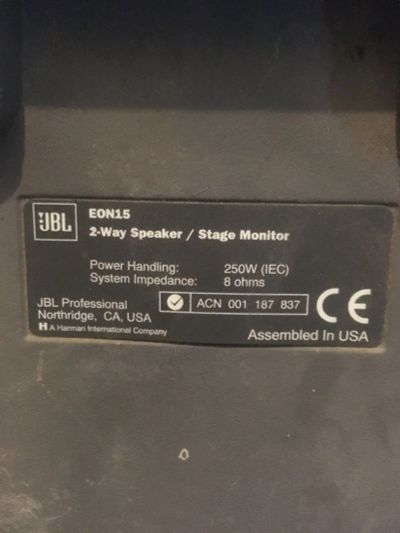 JBL
EON15
2-Way Speaker / Stage Monitor
Power Handling: 250W (IEC)
System Impedance: 8 ohms
JBL Professional
Northridge, CA, USA
H A Harman International Company
ACN 001 187 837
CE
Assembled In USA